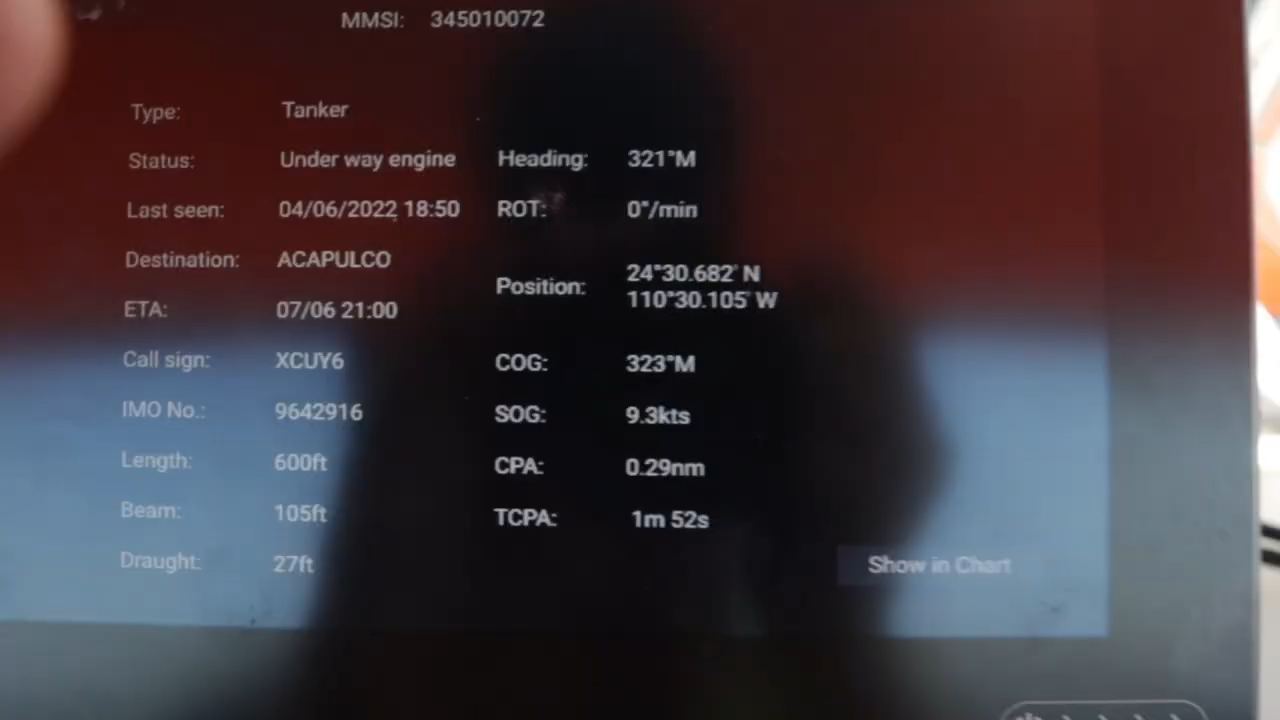 MMSI: 345010072
Type: Tanker
Status: Under way engine Heading: 321°M
Last seen: 04/06/2022 18:50 ROT: 0°/min
Destination: ACAPULCO
Position: 24°30.682' N
110°30.105' W
ETA: 07/06 21:00
Call sign: XCUY6 COG: 323°M
IMO No.: 9642916 SOG: 9.3kts
Length: 600ft CPA: 0.29nm
Beam: 105ft TCPA: 1m 52s
Draught: 27ft
Show in Chart